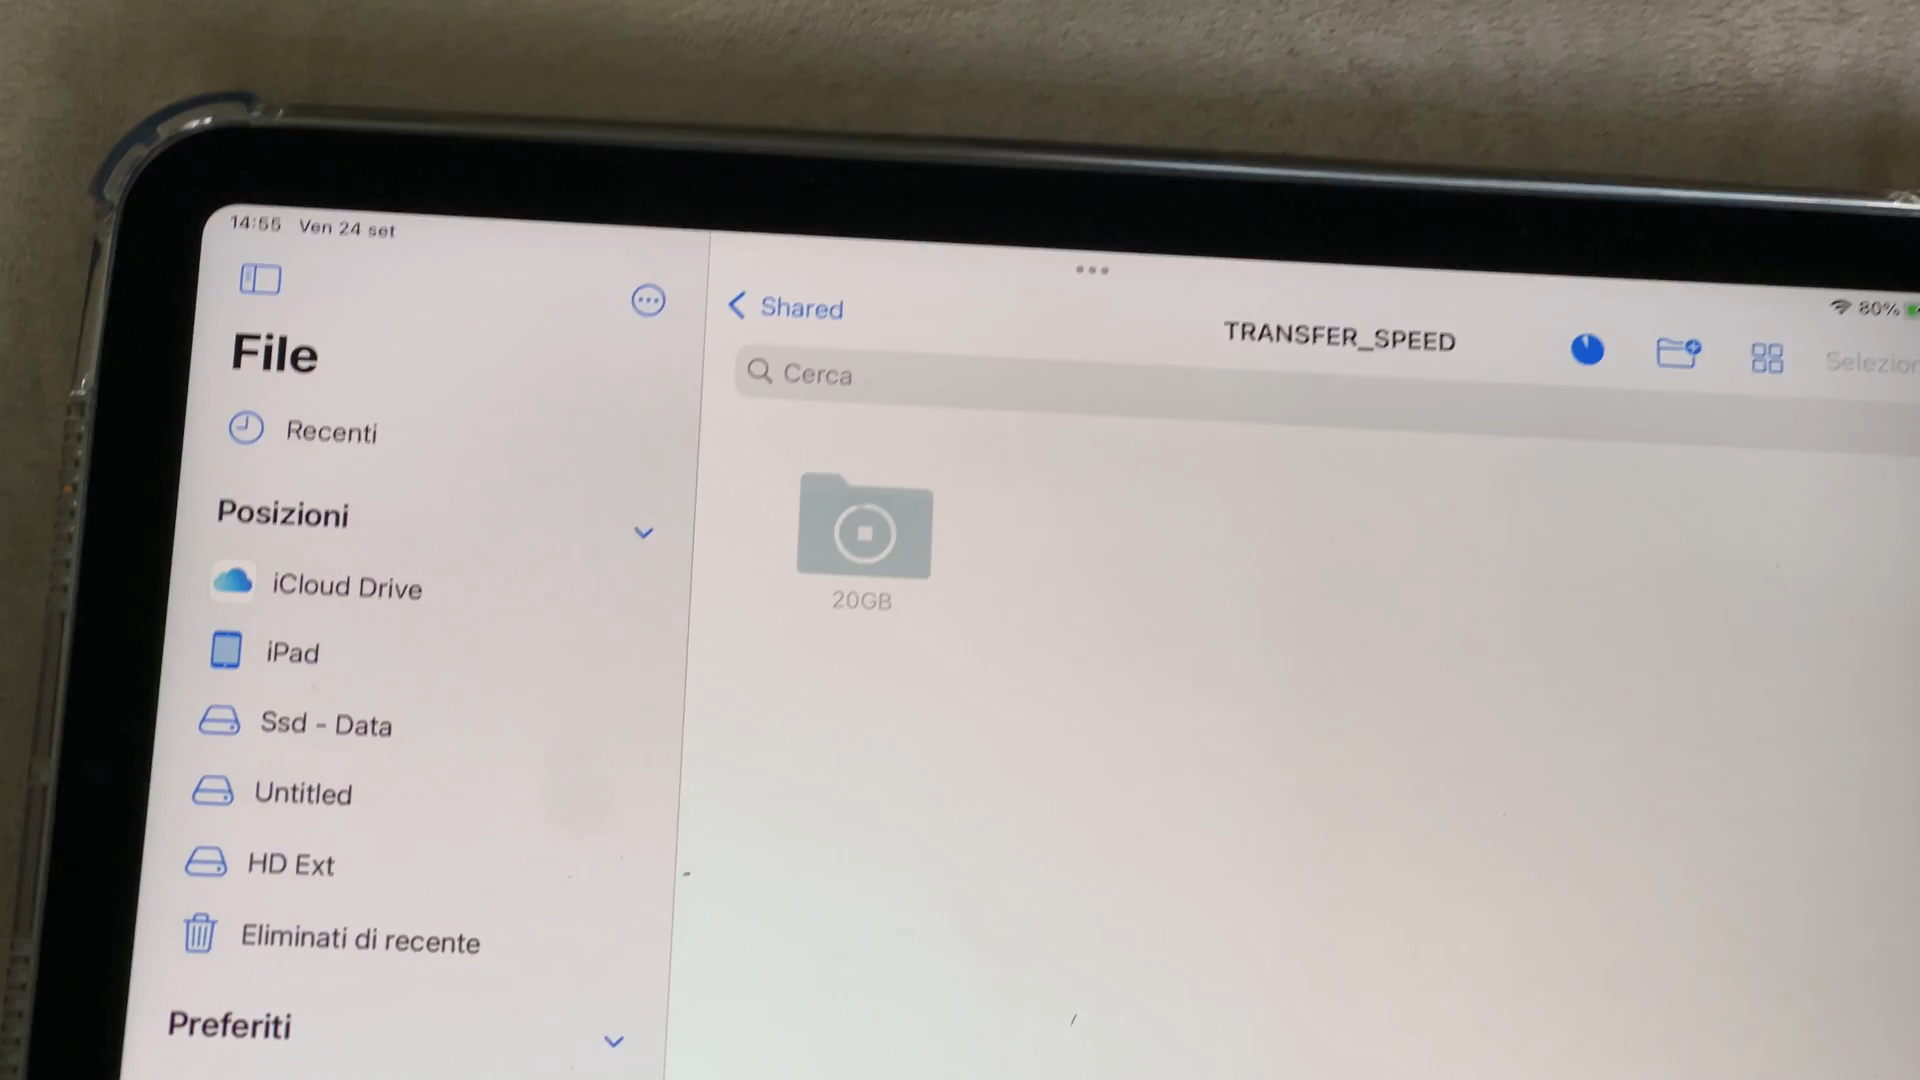 14:55 Ven 24 set
80%
File
Recenti
Posizioni
iCloud Drive
iPad
Ssd - Data
Untitled
HD Ext
Eliminati di recente
Preferiti
Shared
TRANSFER_SPEED
Selezion
Cerca
20GB